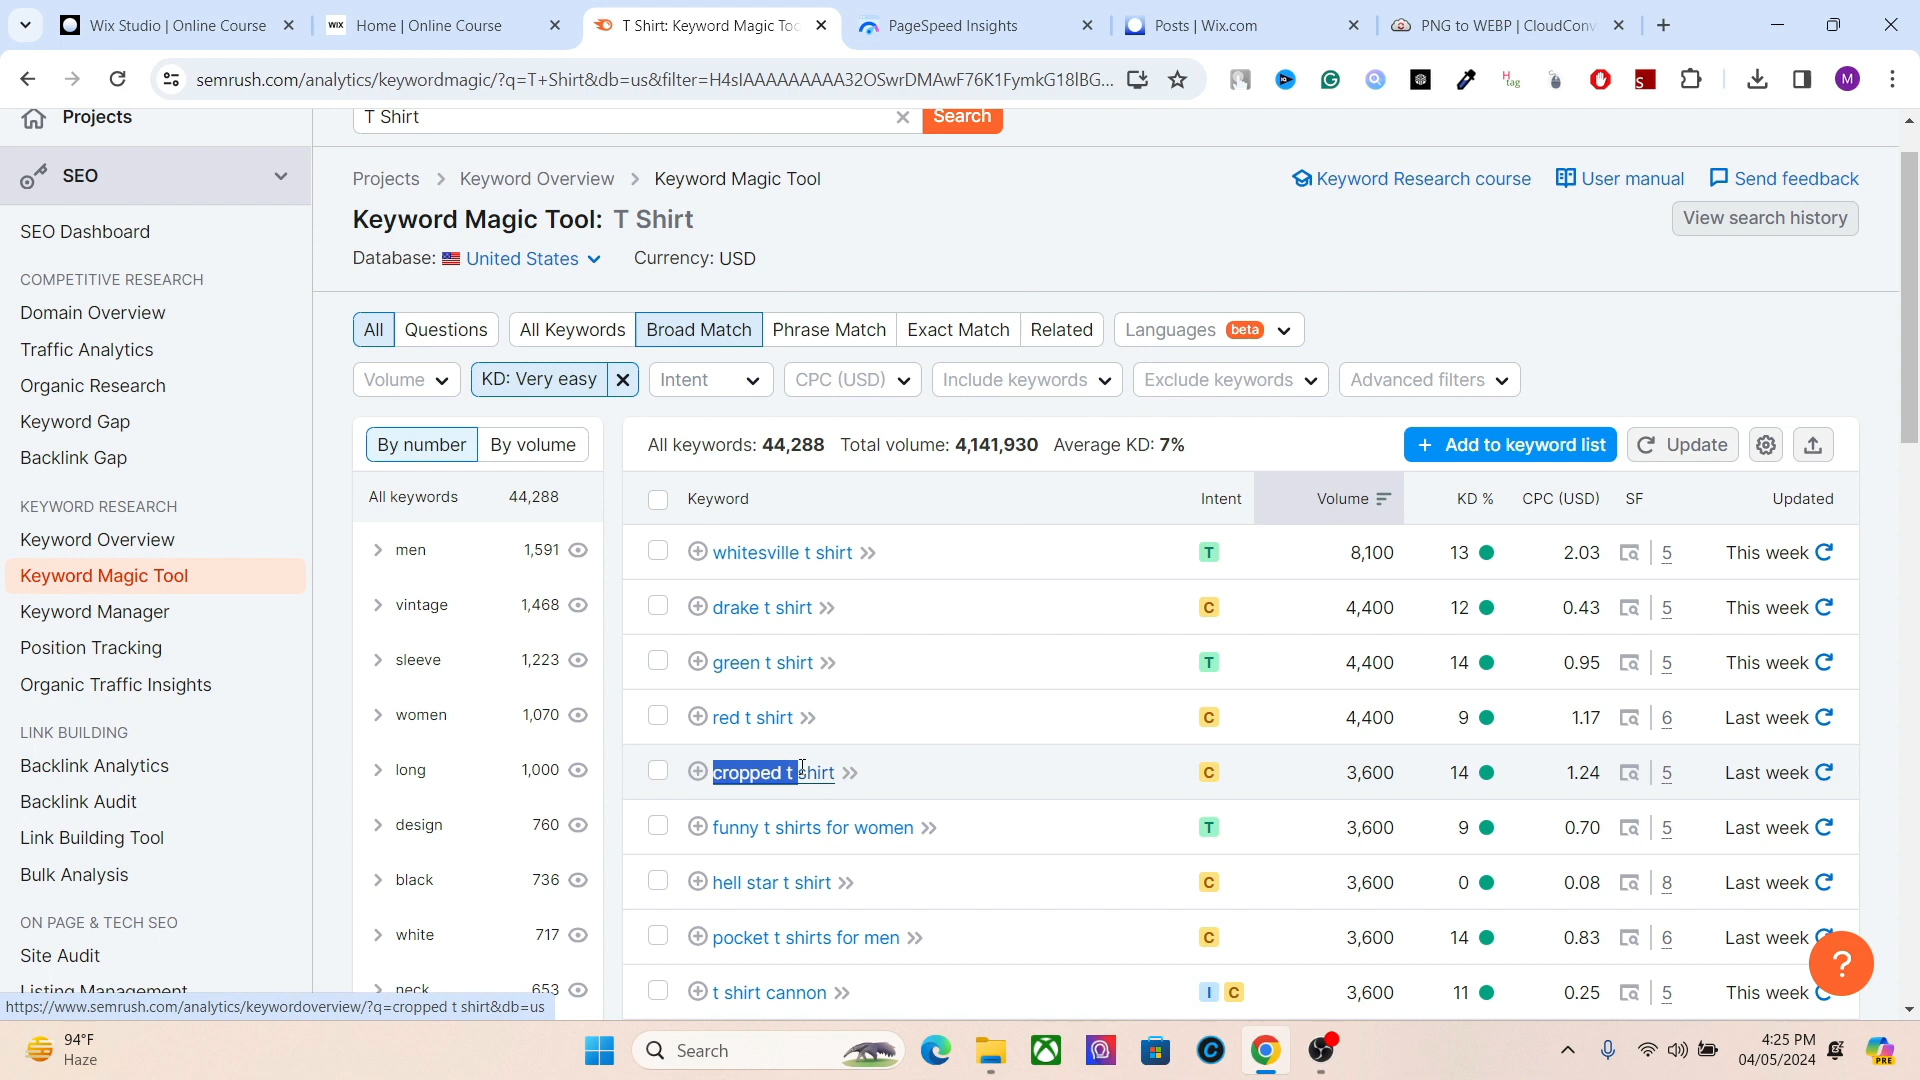 Wix Studio | Online Course
WIX Home | Online Course
T Shirt: Keyword Magic Too
PageSpeed Insights
Posts | Wix.com
PNG to WEBP | CloudConv
semrush.com/analytics/keywordmagic/?q=T+Shirt&db=us&filter=H4sIAAAAAAAAA32OSwrDMAwF76K1FymkG18lBG...
M
Projects
T Shirt
Search
SEO
SEO Dashboard
COMPETITIVE RESEARCH
Domain Overview
Traffic Analytics
Organic Research
Keyword Gap
Backlink Gap
KEYWORD RESEARCH
Keyword Overview
Keyword Magic Tool
Keyword Manager
Position Tracking
Organic Traffic Insights
LINK BUILDING
Backlink Analytics
Backlink Audit
Link Building Tool
Bulk Analysis
ON PAGE & TECH SEO
Site Audit
Listing Management
https://www.semrush.com/analytics/keywordoverview/?q=cropped t shirt&db=us
Projects > Keyword Overview > Keyword Magic Tool
Keyword Research course User manual Send feedback
Keyword Magic Tool: T Shirt
View search history
Database: United States Currency: USD
All Questions All Keywords Broad Match Phrase Match Exact Match Related Languages beta
Volume KD: Very easy Intent CPC (USD) Include keywords Exclude keywords Advanced filters
By number By volume
All keywords: 44,288 Total volume: 4,141,930 Average KD: 7%
+ Add to keyword list Update
All keywords 44,288
men 1,591
vintage 1,468
sleeve 1,223
women 1,070
long 1,000
design 760
black 736
white 717
neck 653
Keyword Intent Volume KD % CPC (USD) SF Updated
whitesville t shirt T 8,100 13 2.03 5 This week
drake t shirt C 4,400 12 0.43 5 This week
green t shirt T 4,400 14 0.95 5 This week
red t shirt C 4,400 9 1.17 6 Last week
cropped t shirt C 3,600 14 1.24 5 Last week
funny t shirts for women T 3,600 9 0.70 5 Last week
hell star t shirt C 3,600 0 0.08 8 Last week
pocket t shirts for men C 3,600 14 0.83 6 Last week
t shirt cannon I C 3,600 11 0.25 5 This week
?
94°F
Haze
Search
4:25 PM
04/05/2024
PRE